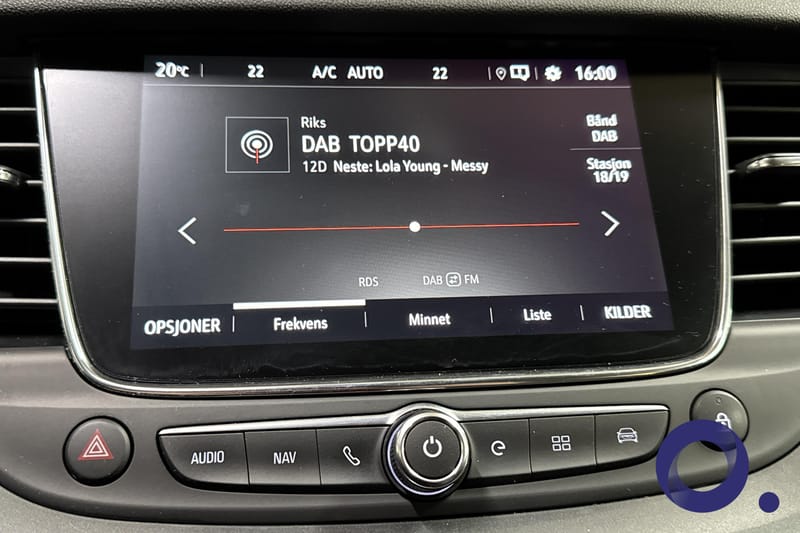 20°C 22 A/C AUTO 22 16:00
Riks
DAB TOPP40
12D Neste: Lola Young - Messy
Bånd
DAB
Stasjon
18/19
RDS DAB FM
OPSJONER Frekvens Minnet Liste KILDER
AUDIO NAV